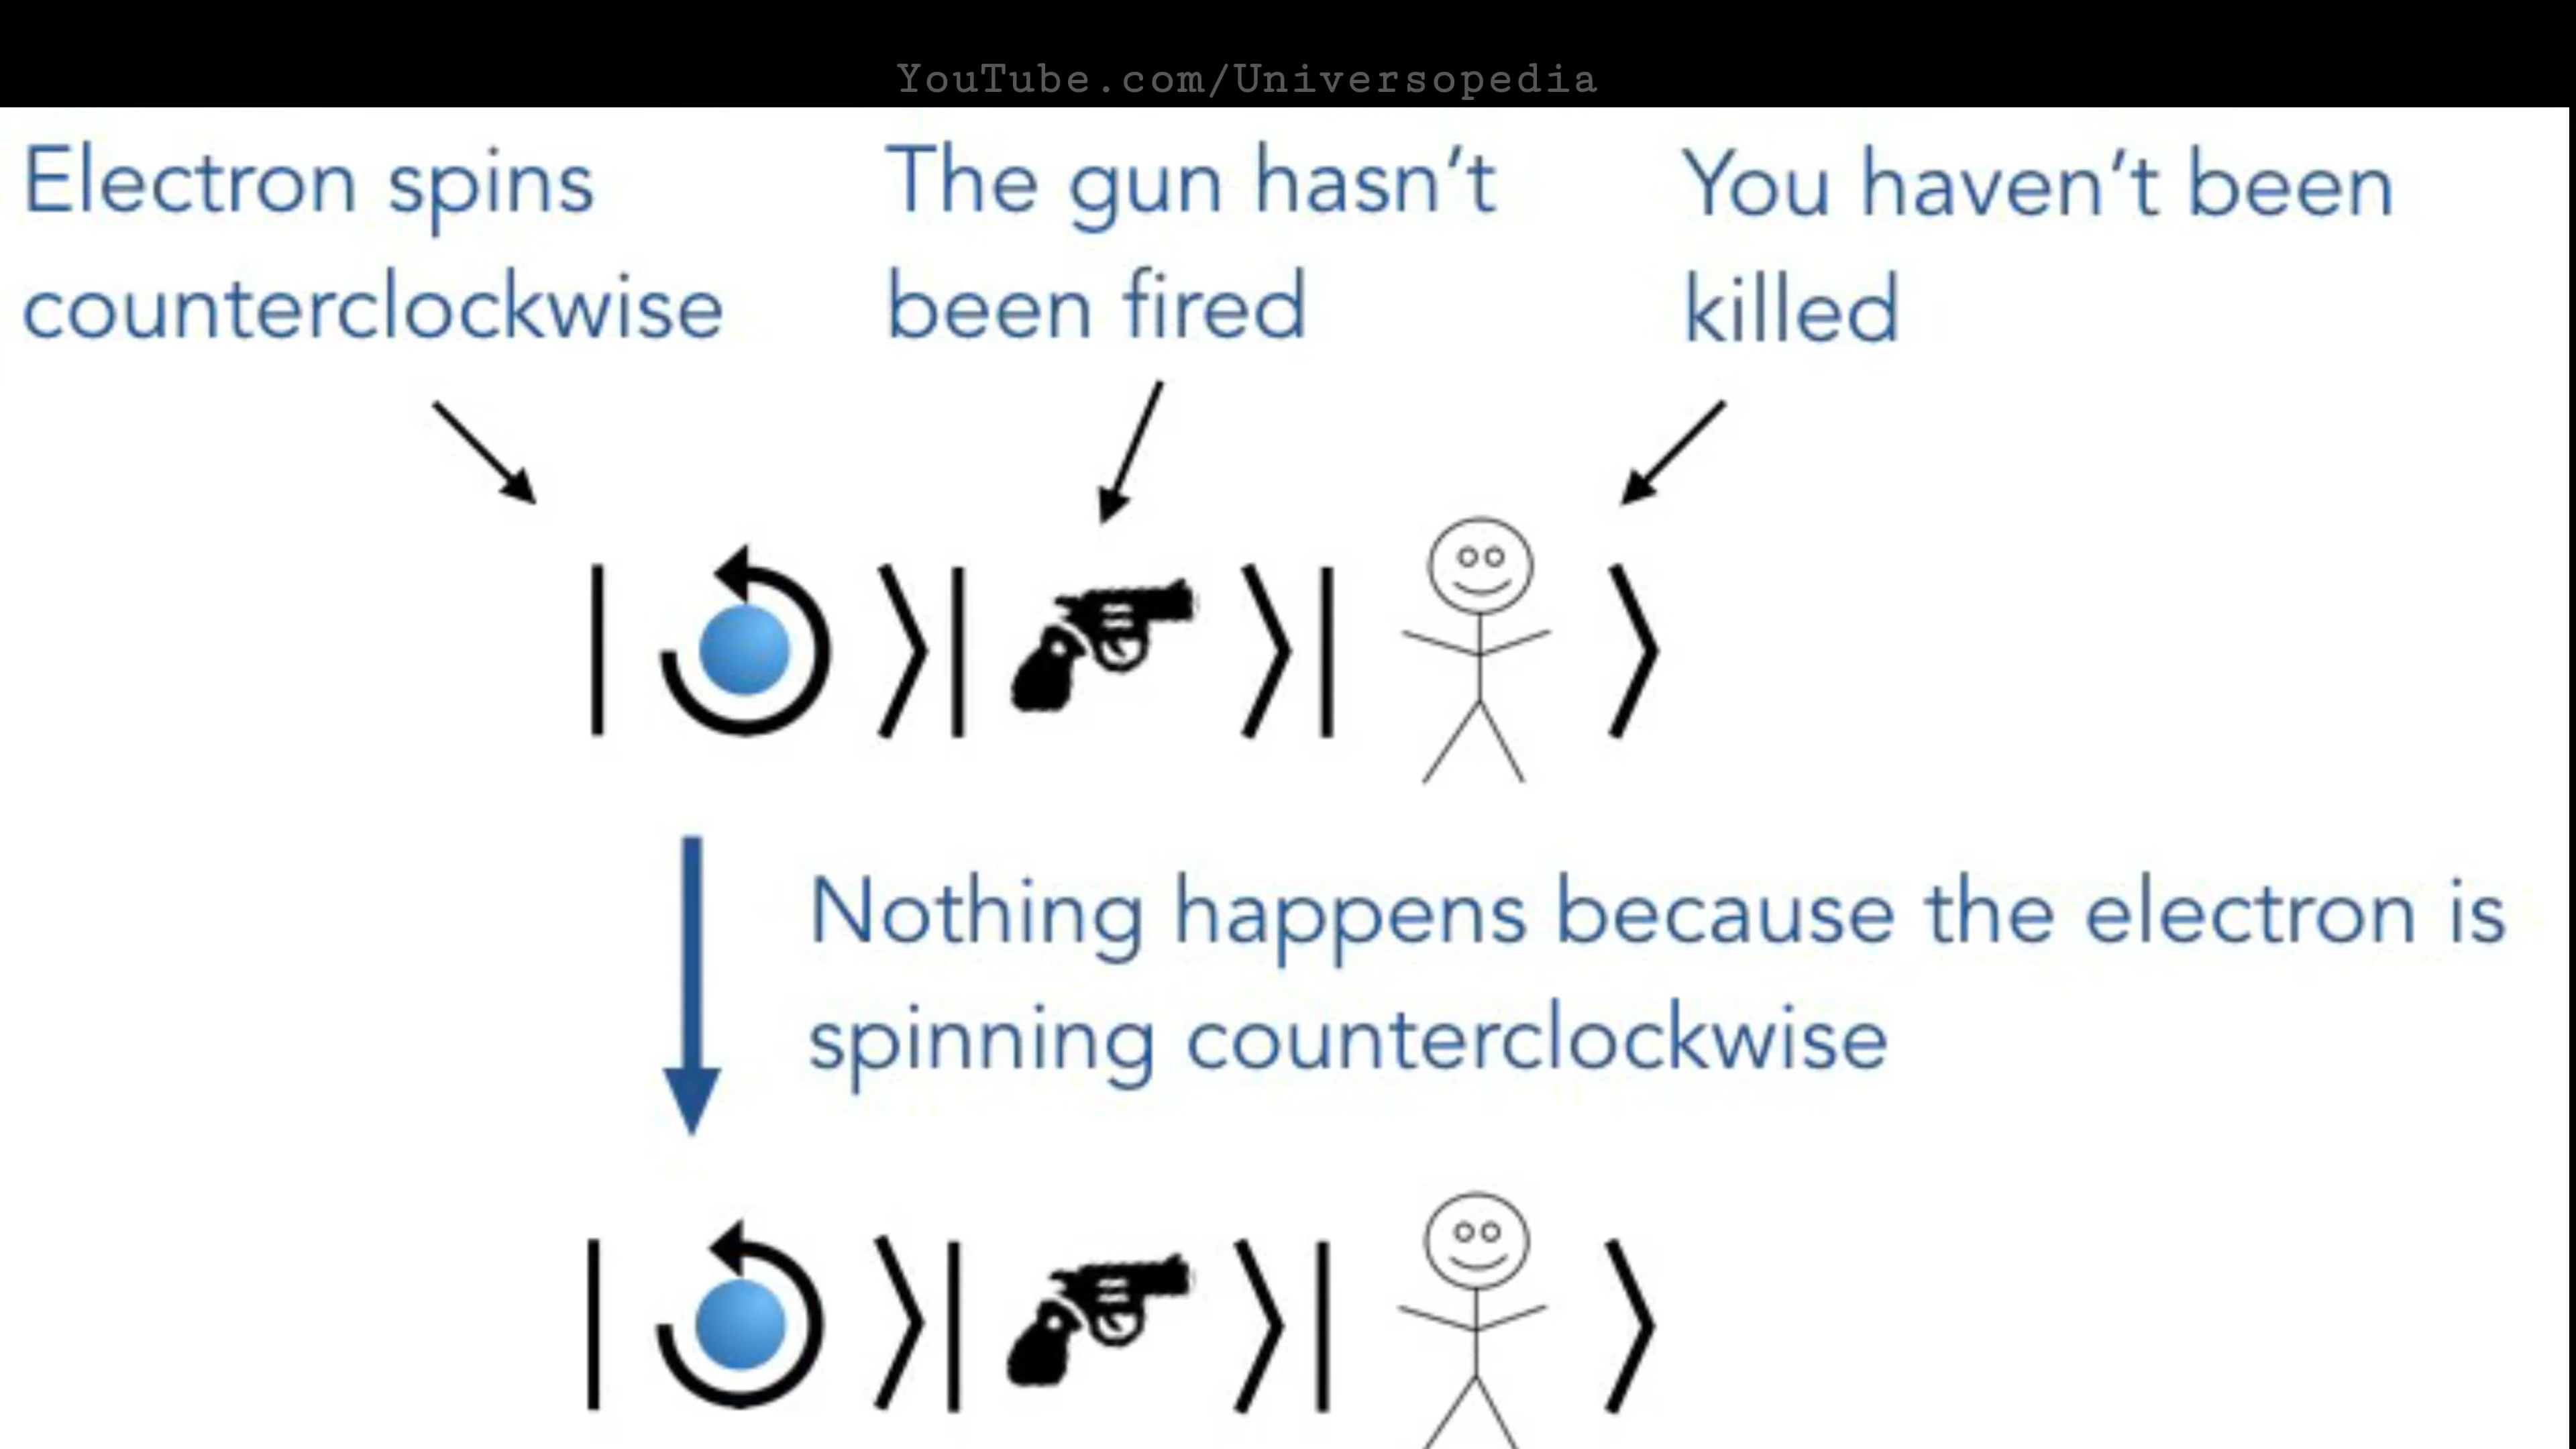 YouTube.com/Universopedia
Electron spins
counterclockwise
The gun hasn't
been fired
You haven't been
killed
Nothing happens because the electron is
spinning counterclockwise